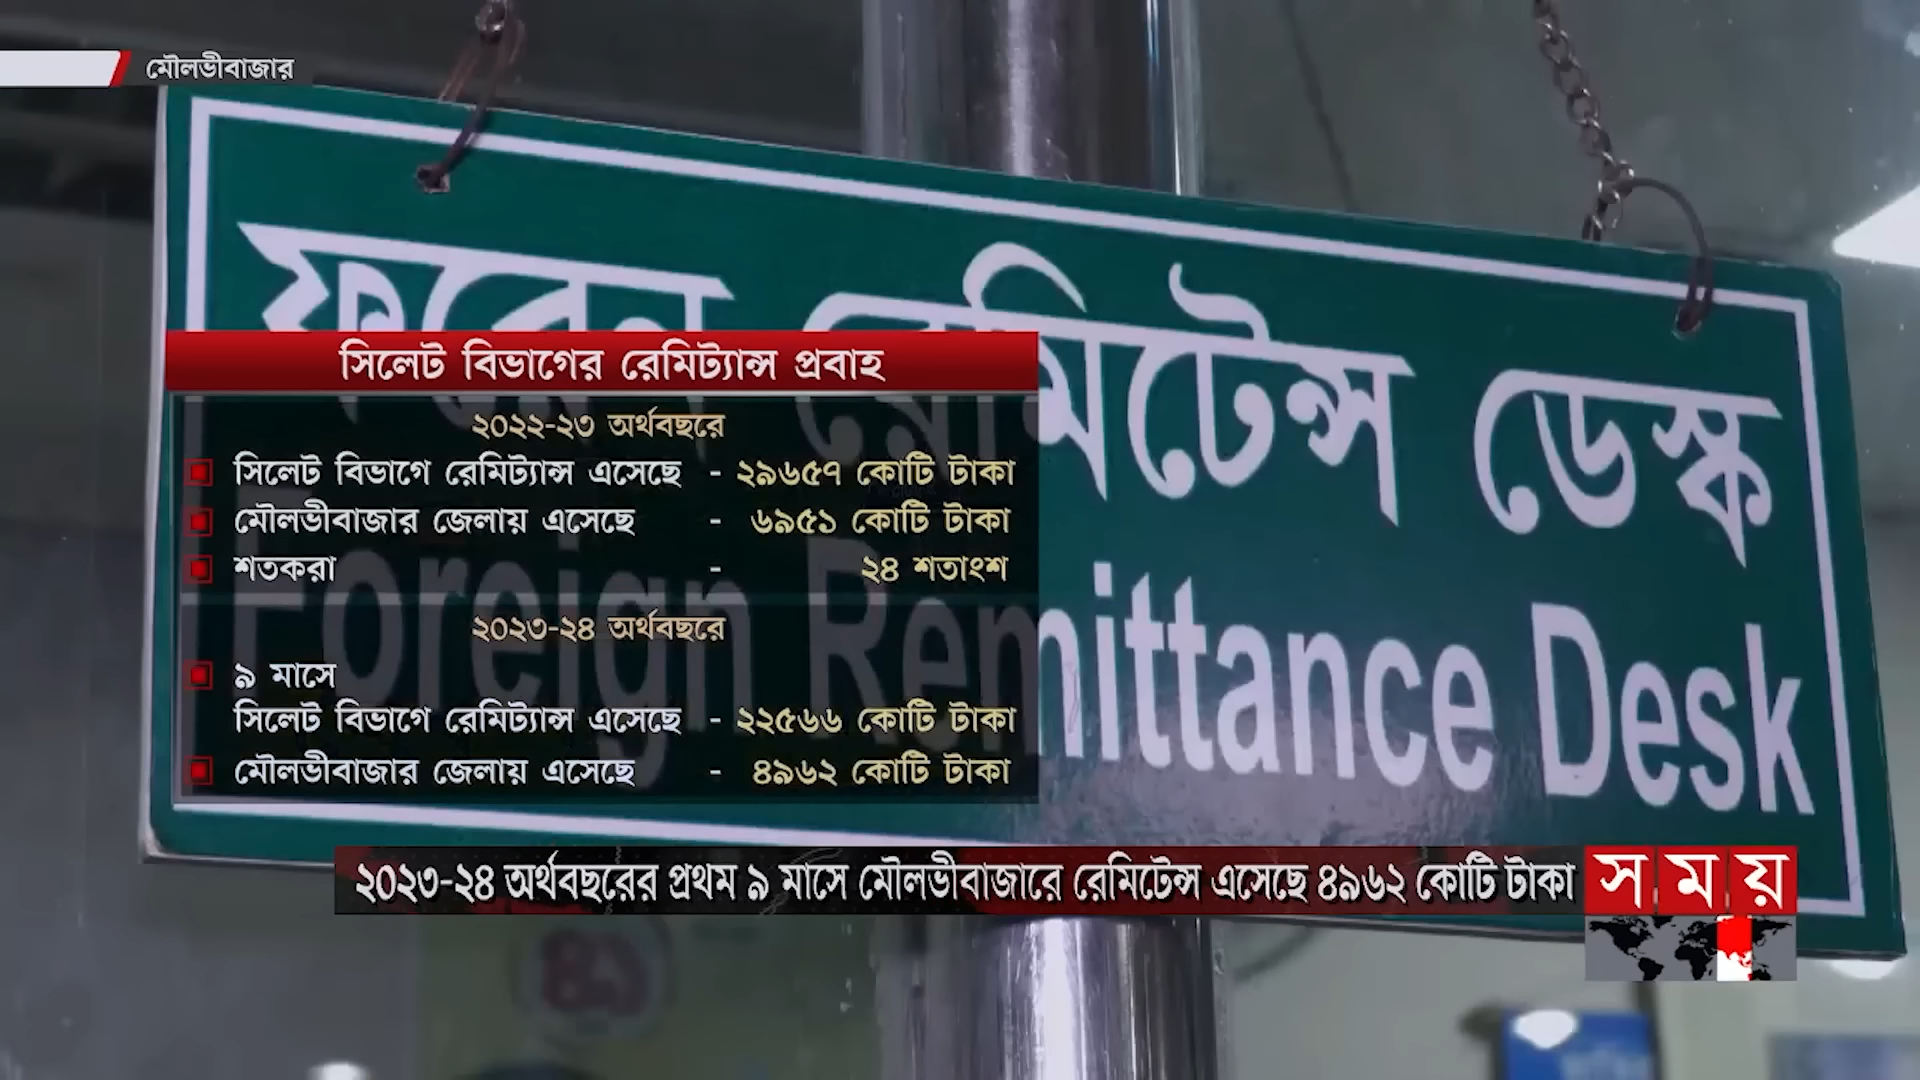 মৌলভীবাজার
ফরেন রেমিটেন্স ডেস্ক
Foreign Remittance Desk
সিলেট বিভাগের রেমিট্যান্স প্রবাহ
২০২২-২৩ অর্থবছরে
সিলেট বিভাগে রেমিট্যান্স এসেছে - ২৯৬৫৭ কোটি টাকা
মৌলভীবাজার জেলায় এসেছে - ৬৯৫১ কোটি টাকা
শতকরা - ২৪ শতাংশ
২০২৩-২৪ অর্থবছরে
৯ মাসে
সিলেট বিভাগে রেমিট্যান্স এসেছে - ২২৫৬৬ কোটি টাকা
মৌলভীবাজার জেলায় এসেছে - ৪৯৬২ কোটি টাকা
২০২৩-২৪ অর্থবছরের প্রথম ৯ মাসে মৌলভীবাজারে রেমিটেন্স এসেছে ৪৯৬২ কোটি টাকা
সময়